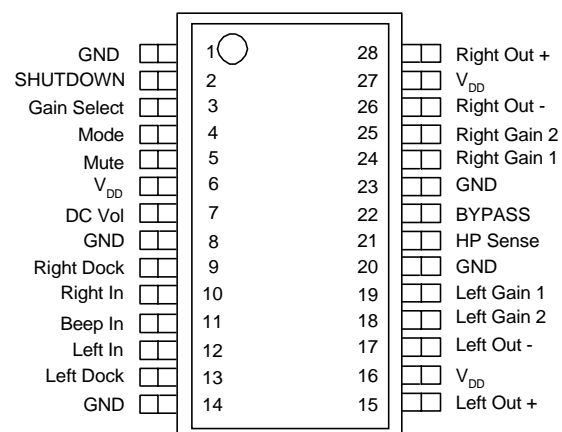 GND 1 28 Right Out +
SHUTDOWN 2 27 VDD
Gain Select 3 26 Right Out -
Mode 4 25 Right Gain 2
Mute 5 24 Right Gain 1
VDD 6 23 GND
DC Vol 7 22 BYPASS
GND 8 21 HP Sense
Right Dock 9 20 GND
Right In 10 19 Left Gain 1
Beep In 11 18 Left Gain 2
Left In 12 17 Left Out -
Left Dock 13 16 VDD
GND 14 15 Left Out +